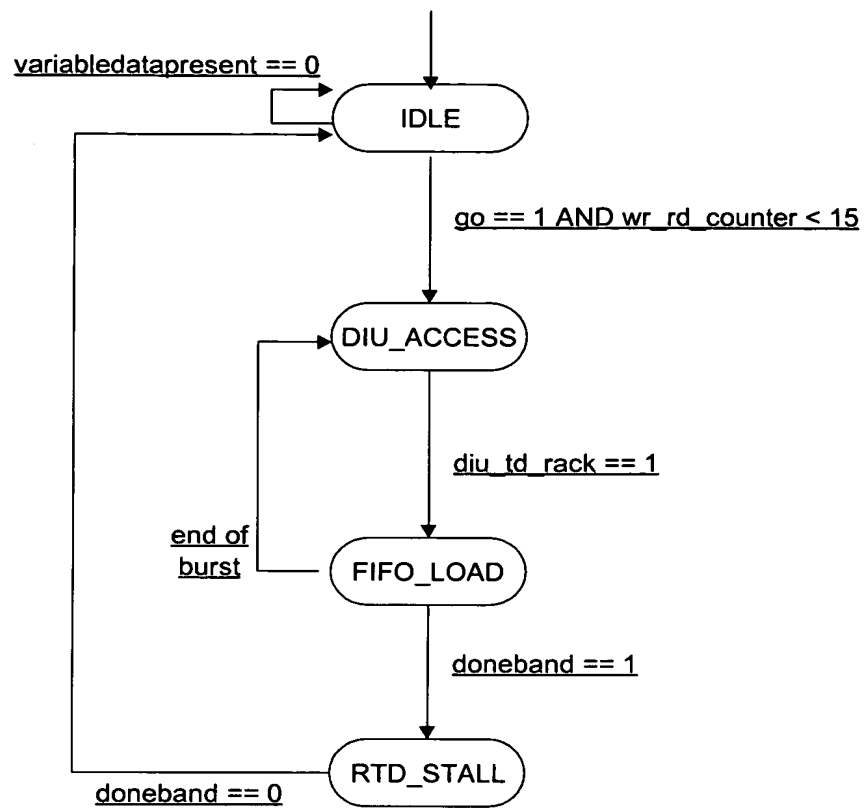 variabledatapresent == 0
IDLE
go == 1 AND wr_rd_counter < 15
DIU_ACCESS
diu_td_rack == 1
end of
burst
FIFO_LOAD
doneband == 1
RTD_STALL
doneband == 0